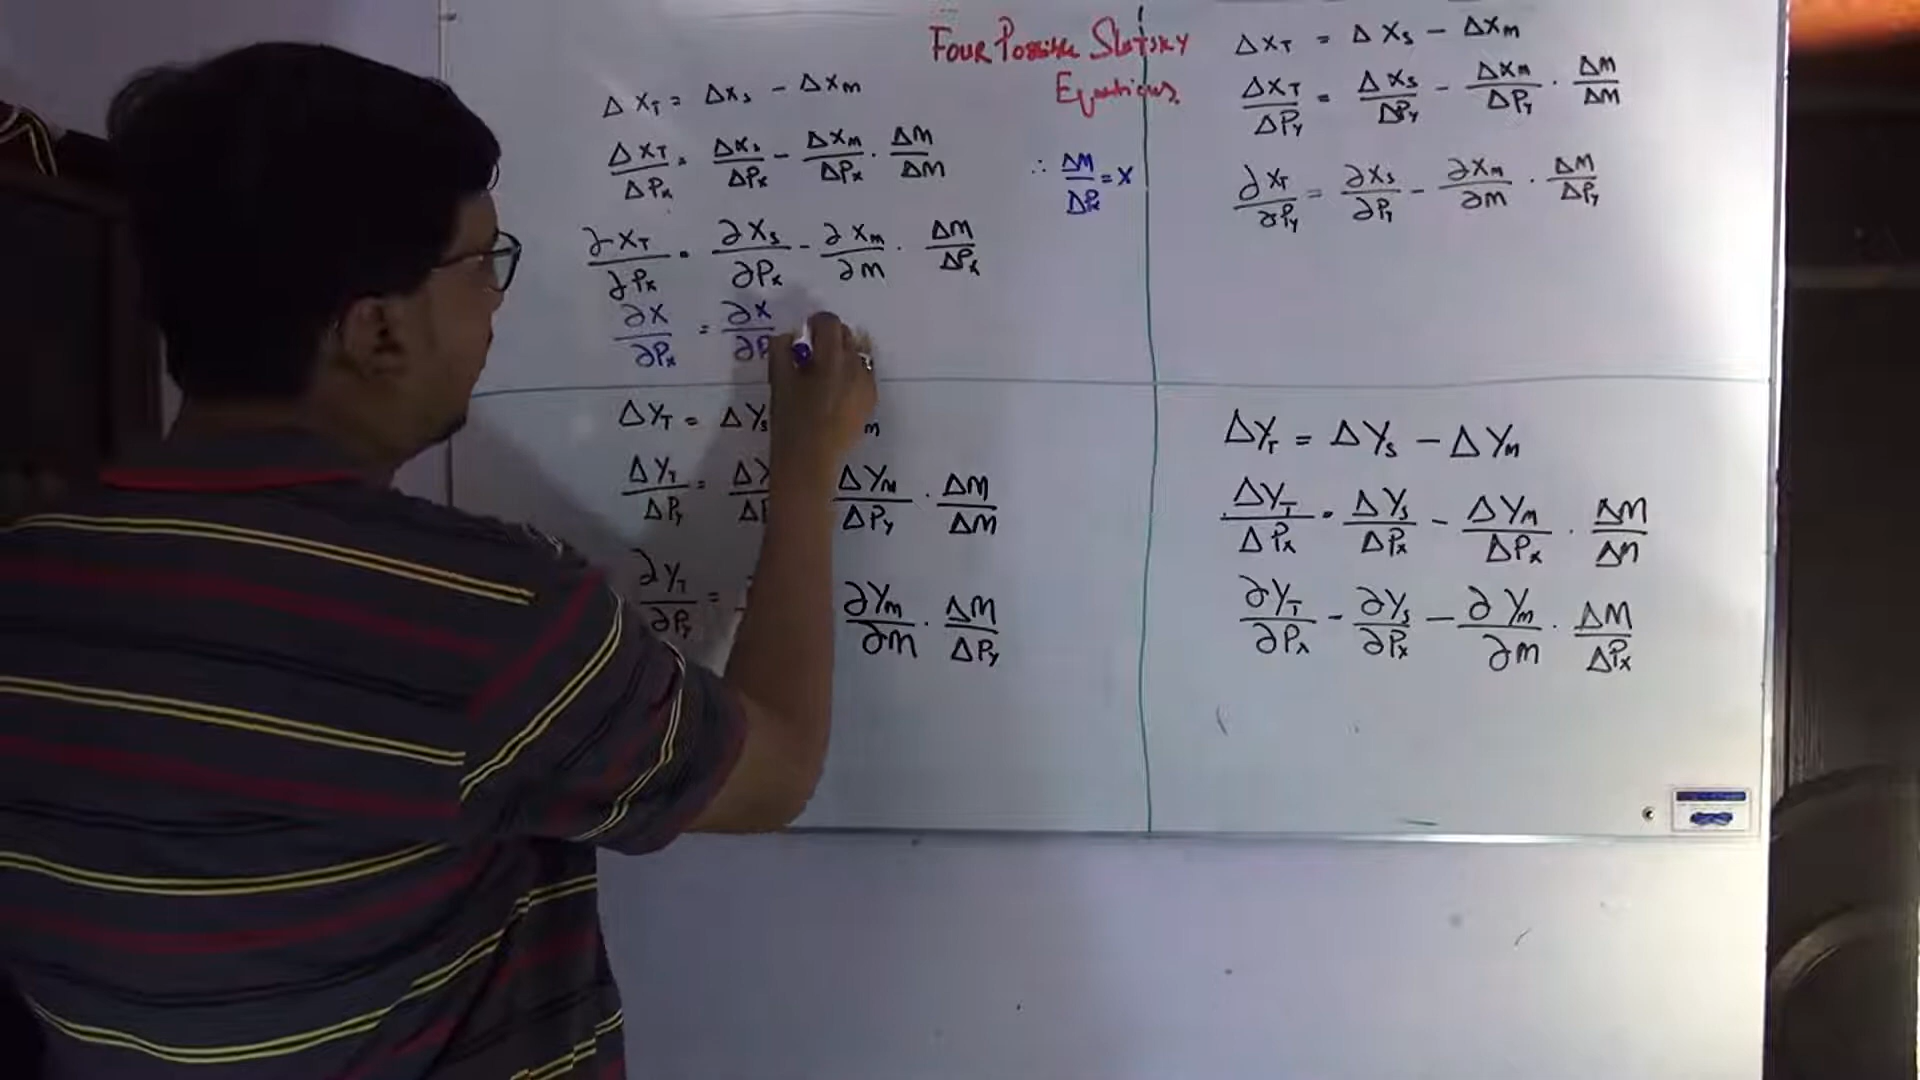 Four Possible Slutsky
Equations.
ΔX_T = ΔX_s - ΔX_m
ΔX_T/ΔP_x = ΔX_s/ΔP_x - ΔX_m/ΔP_x · ΔM/ΔM
∂X_T/∂P_x = ∂X_s/∂P_x - ∂X_m/∂m · ΔM/ΔP_x
∂X/∂P_x = ∂X/∂P
∴ ΔM/ΔP_x = X
ΔX_T = ΔX_s - ΔX_m
ΔX_T/ΔP_y = ΔX_s/ΔP_y - ΔX_m/ΔP_y · ΔM/ΔM
∂X_T/∂P_y = ∂X_s/∂P_y - ∂X_m/∂m · ΔM/ΔP_y
ΔY_T = ΔY_s m
ΔY_T/ΔP_y = ΔY_M/ΔP_y · ΔM/ΔM
∂Y_T/∂P_y = ∂Y_m/∂m · ΔM/ΔP_y
ΔY_T = ΔY_s - ΔY_M
ΔY_T/ΔP_x = ΔY_s/ΔP_x - ΔY_M/ΔP_x · ΔM/ΔM
∂Y_T/∂P_x - ∂Y_s/∂P_x - ∂Y_m/∂m · ΔM/ΔP_x